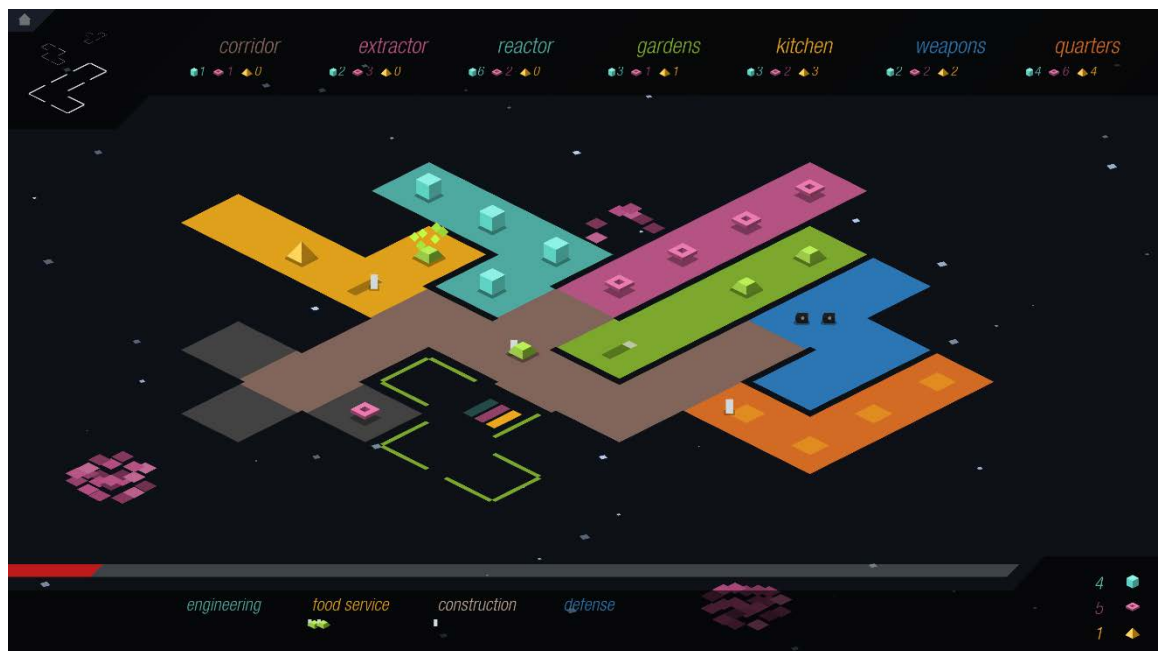 corridor extractor reactor gardens kitchen weapons quarters
1 1 0 2 3 0 6 2 0 3 1 1 3 2 3 2 2 2 4 6 4
4
5
1
engineering food service construction defense